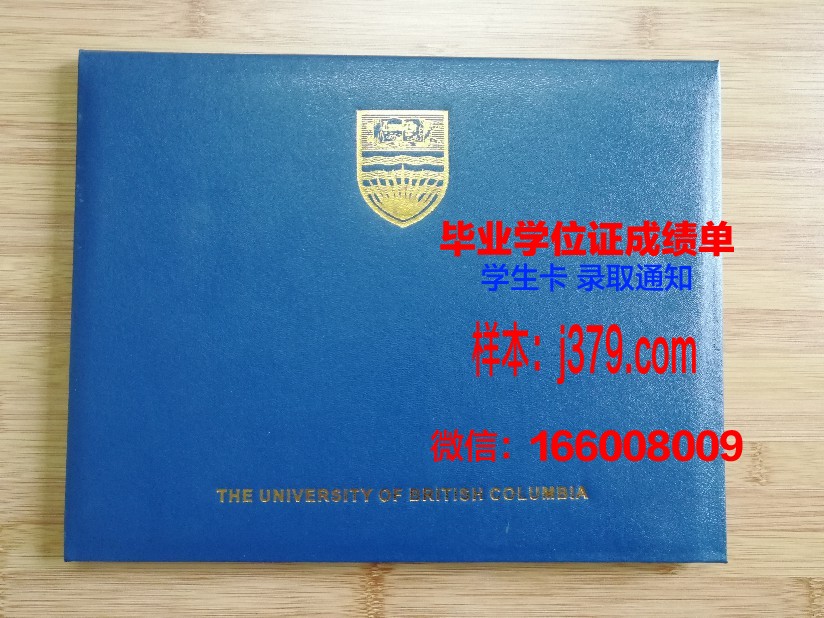 毕业学位证成绩单
学生卡 录取通知
样本：j379.com
微信：166008009
THE UNIVERSITY OF BRITISH COLUMBIA